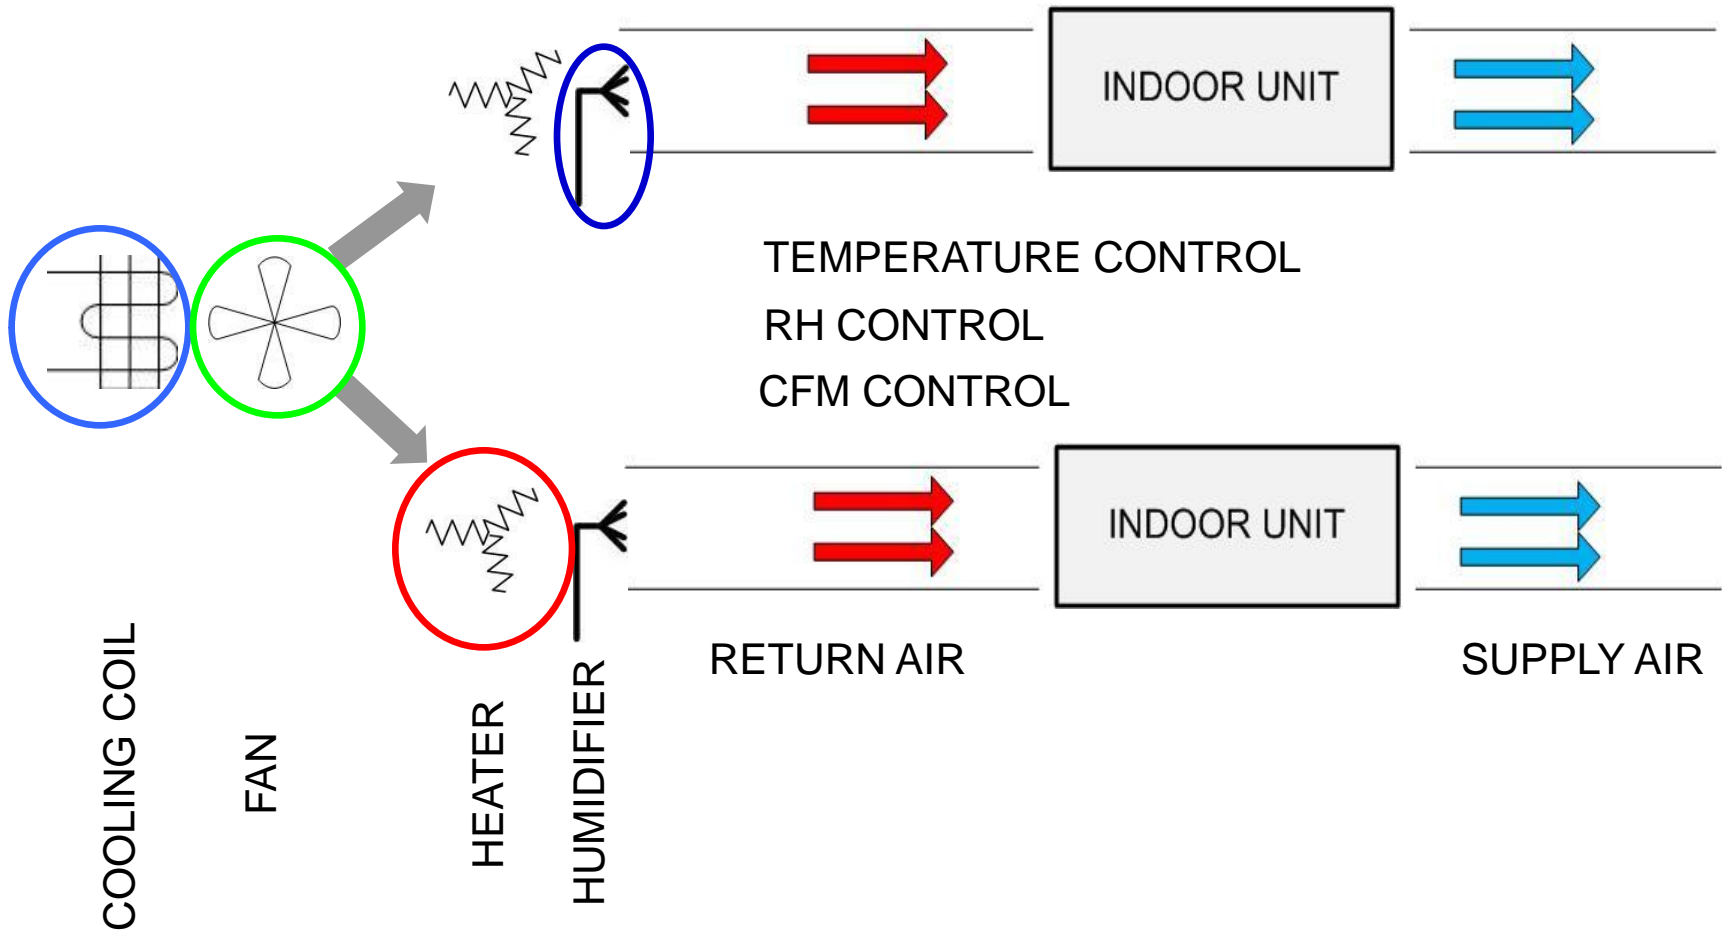 INDOOR UNIT
TEMPERATURE CONTROL
RH CONTROL
CFM CONTROL
INDOOR UNIT
RETURN AIR
SUPPLY AIR
COOLING COIL
FAN
HEATER
HUMIDIFIER